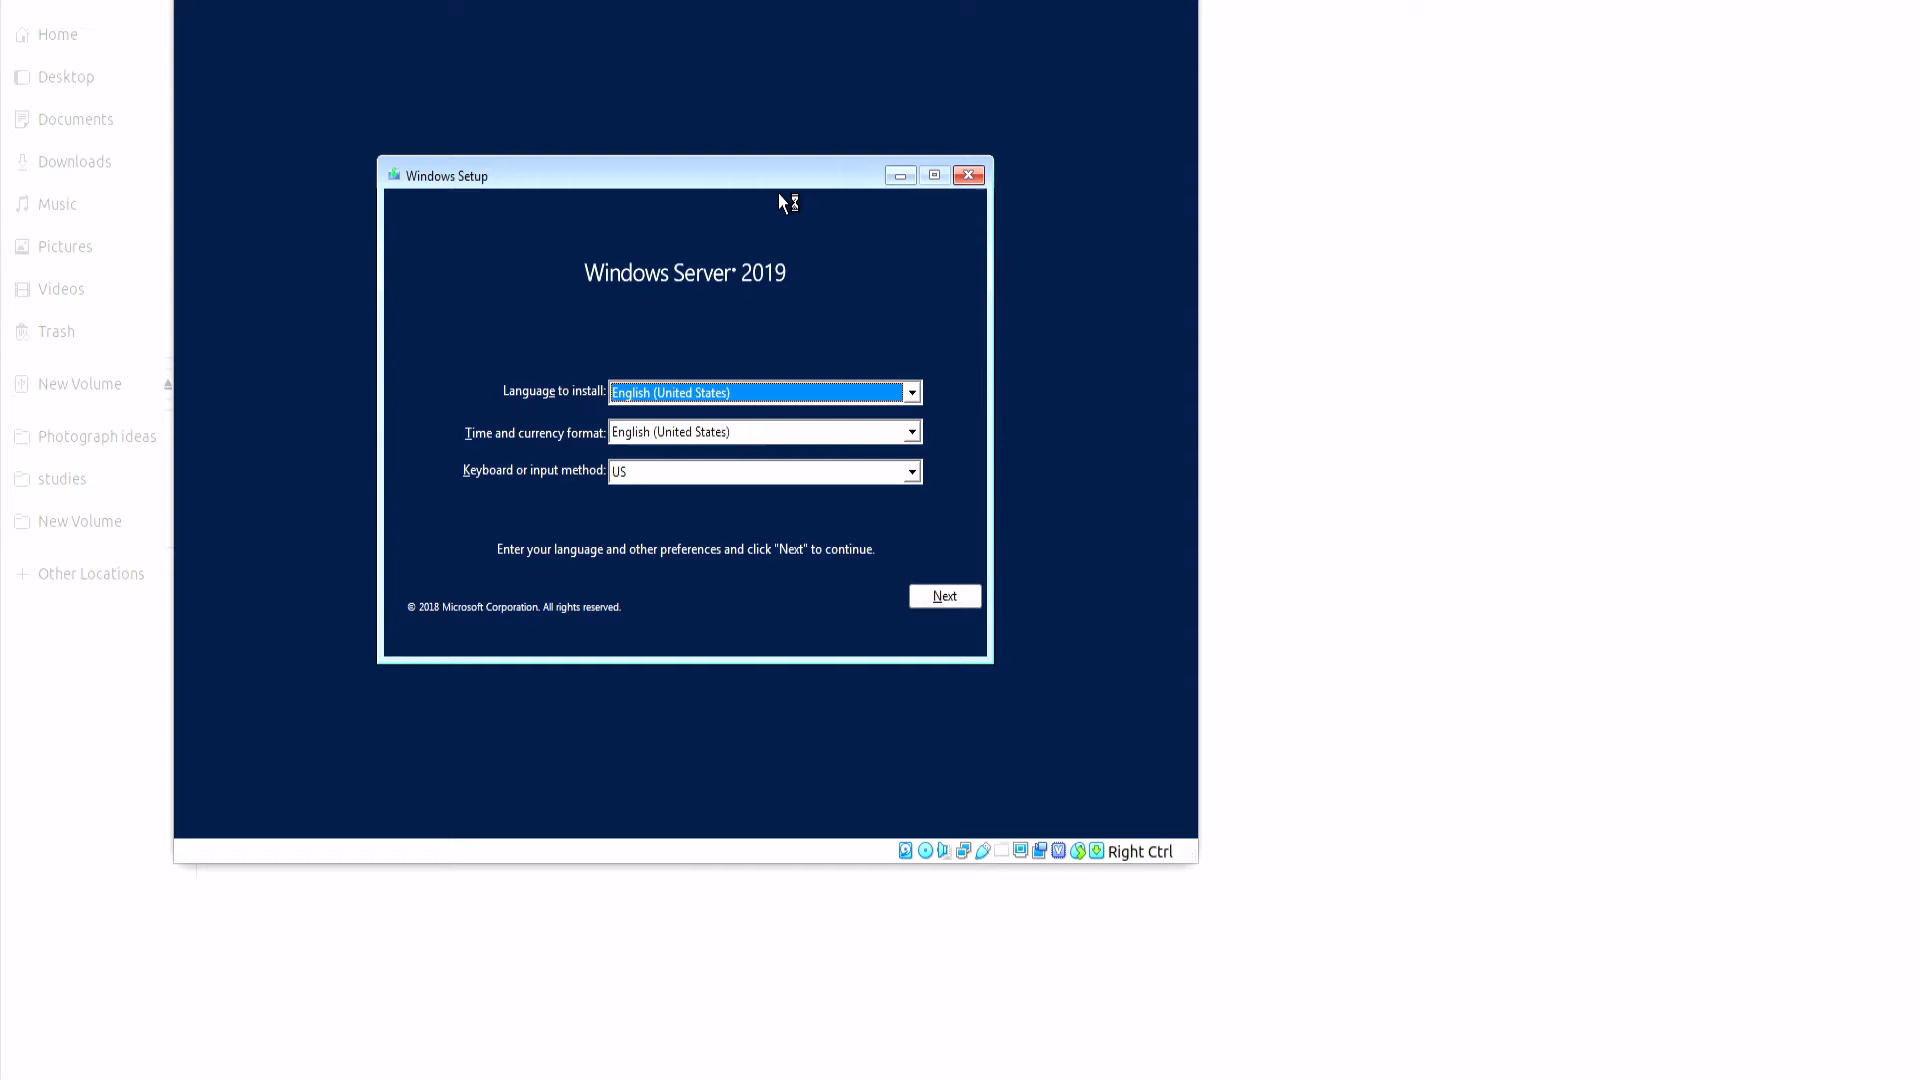 Home
Desktop
Documents
Downloads
Music
Pictures
Videos
Trash
New Volume
Photograph ideas
studies
New Volume
Other Locations
Windows Setup
Windows Server® 2019
Language to install: English (United States)
Time and currency format: English (United States)
Keyboard or input method: US
Enter your language and other preferences and click "Next" to continue.
Next
© 2018 Microsoft Corporation. All rights reserved.
Right Ctrl